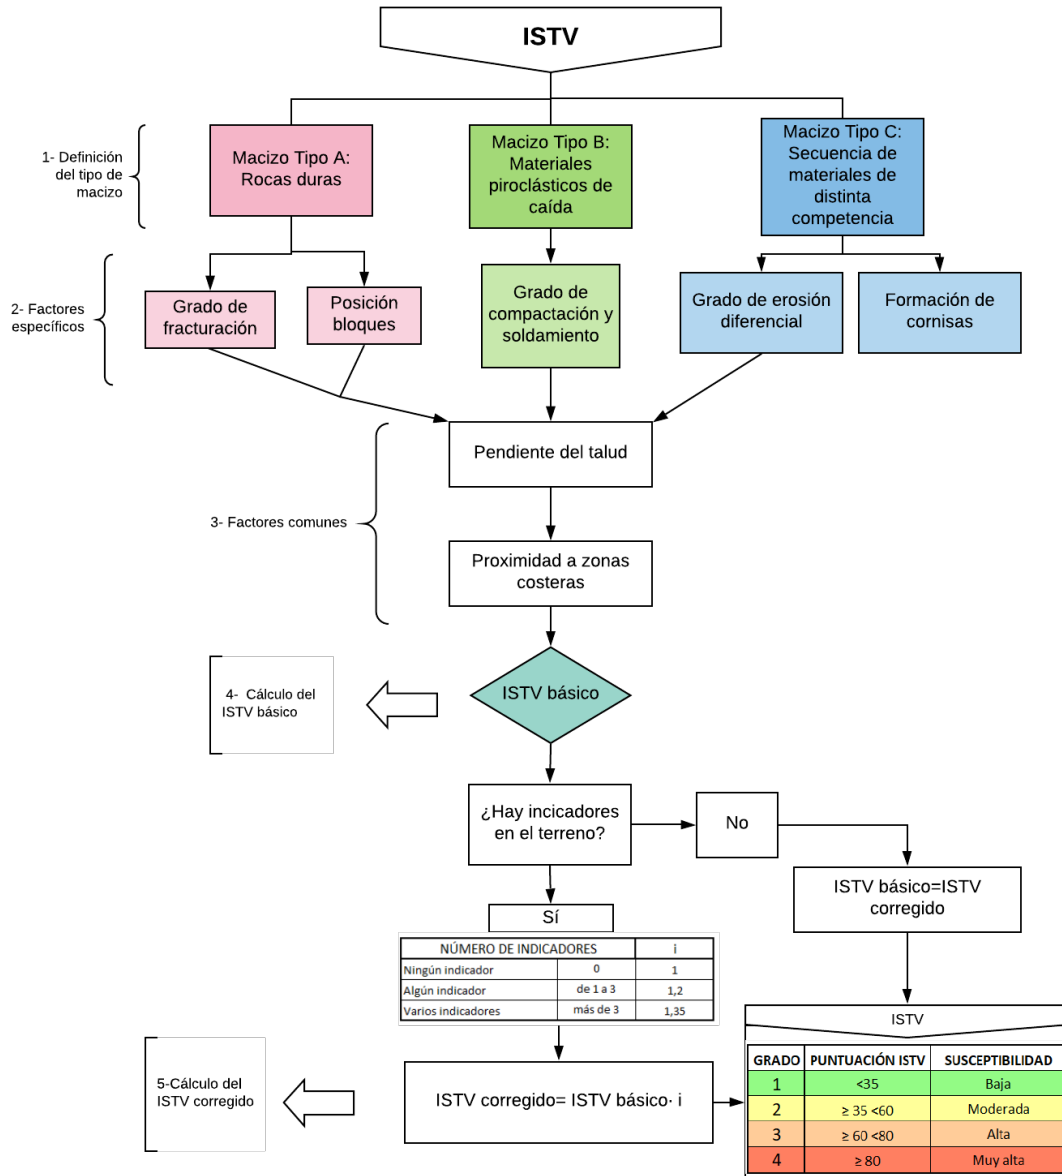 ISTV
1- Definición
del tipo de
macizo
Macizo Tipo A:
Rocas duras
Macizo Tipo B:
Materiales
piroclásticos de
caída
Macizo Tipo C:
Secuencia de
materiales de
distinta
competencia
2- Factores
específicos
Grado de
fracturación
Posición
bloques
Grado de
compactación y
soldamiento
Grado de erosión
diferencial
Formación de
cornisas
3- Factores comunes
Pendiente del talud
Proximidad a zonas
costeras
4- Cálculo del
ISTV básico
ISTV básico
¿Hay incicadores
en el terreno?
No
ISTV básico=ISTV
corregido
Sí
NÚMERO DE INDICADORES i
Ningún indicador 0 1
Algún indicador de 1 a 3 1,2
Varios indicadores más de 3 1,35
5-Cálculo del
ISTV corregido
ISTV corregido= ISTV básico· i
ISTV
GRADO PUNTUACIÓN ISTV SUSCEPTIBILIDAD
1 <35 Baja
2 ≥ 35 <60 Moderada
3 ≥ 60 <80 Alta
4 ≥ 80 Muy alta